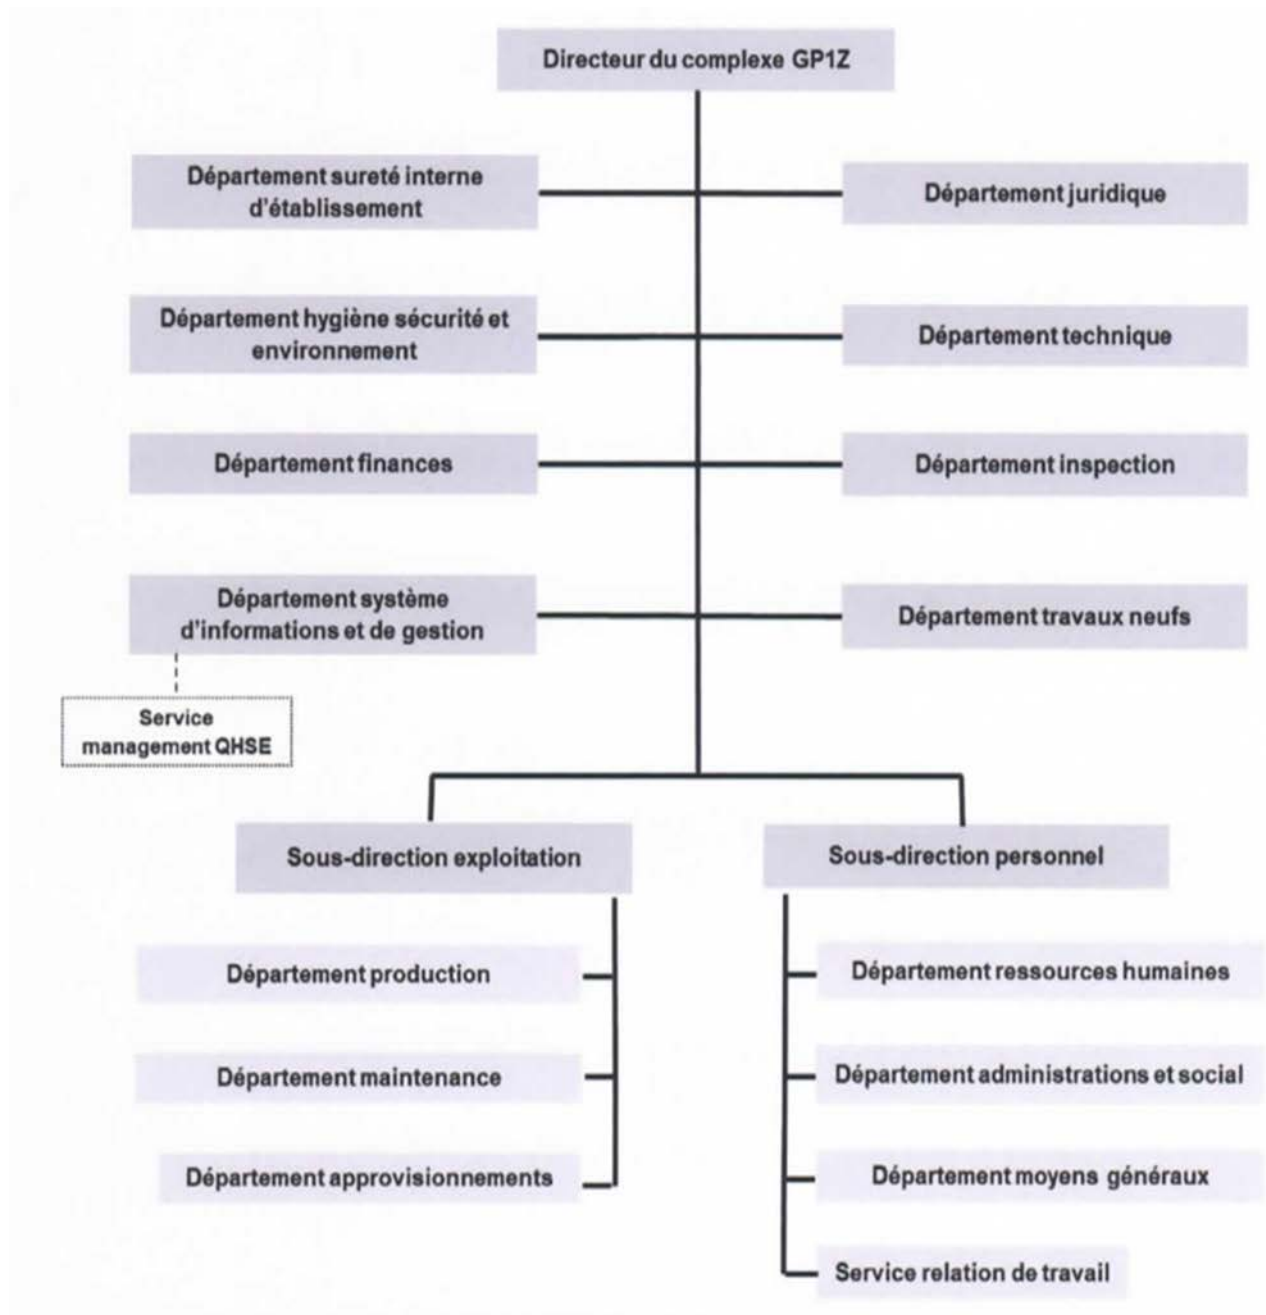 Directeur du complexe GP1Z
Département sureté interne
d'établissement
Département juridique
Département hygiène sécurité et
environnement
Département technique
Département finances
Département inspection
Département système
d'informations et de gestion
Département travaux neufs
Service
management QHSE
Sous-direction exploitation
Sous-direction personnel
Département production
Département ressources humaines
Département maintenance
Département administrations et social
Département approvisionnements
Département moyens généraux
Service relation de travail